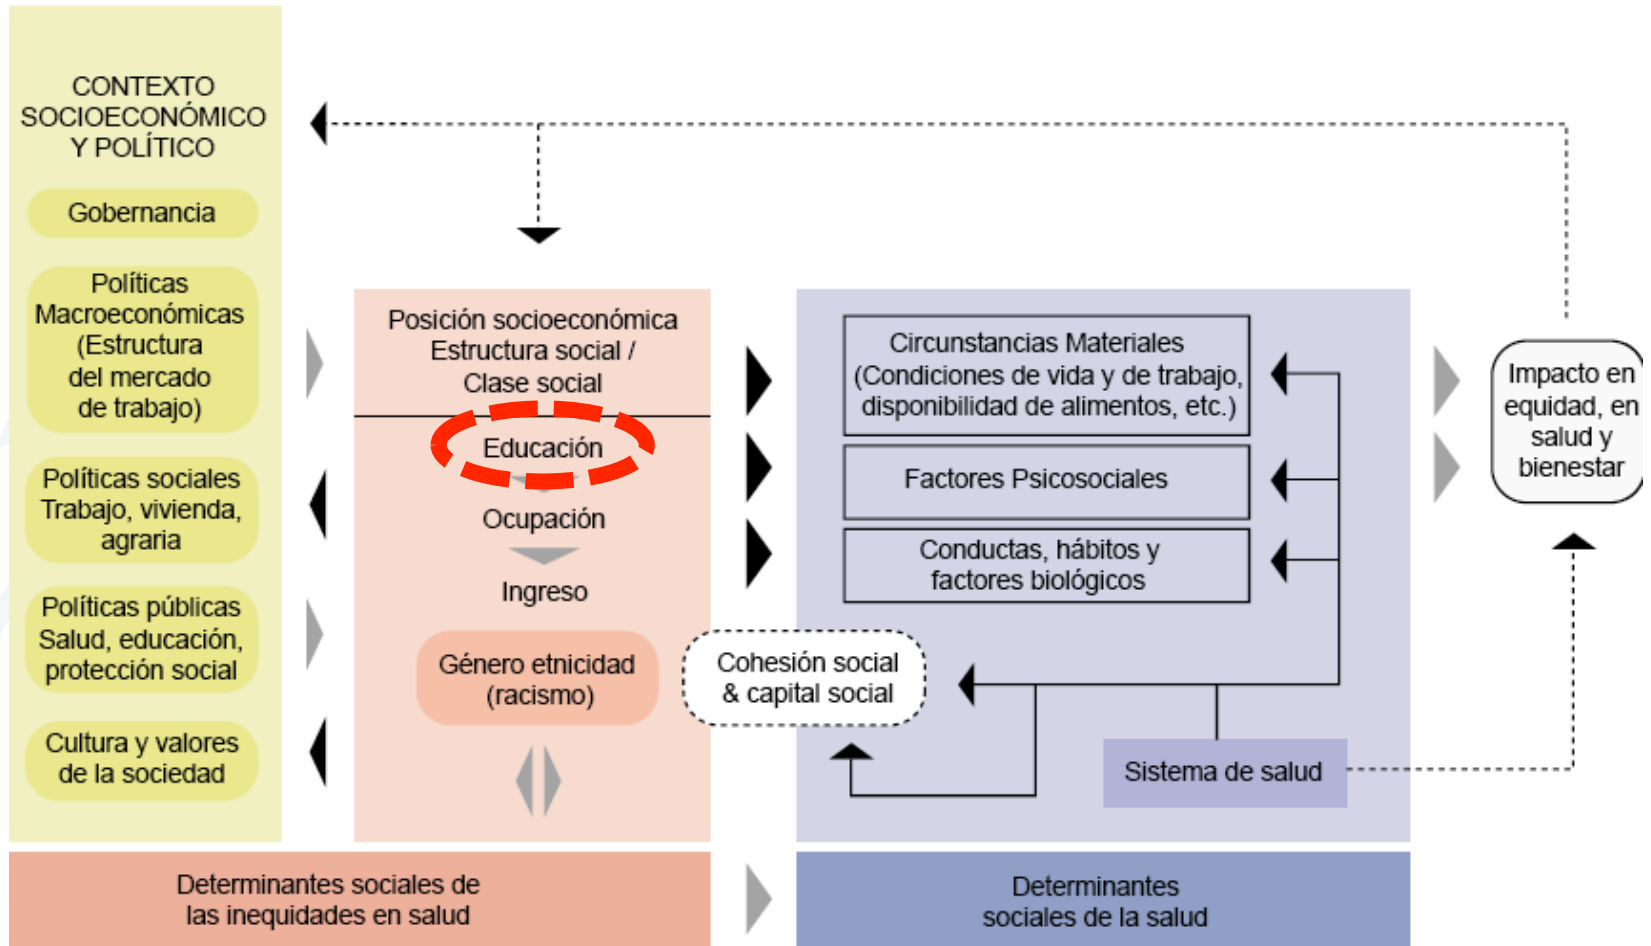 CONTEXTO
SOCIOECONÓMICO
Y POLÍTICO
Gobernancia
Políticas
Macroeconómicas
(Estructura
del mercado
de trabajo)
Políticas sociales
Trabajo, vivienda,
agraria
Políticas públicas
Salud, educación,
protección social
Cultura y valores
de la sociedad
Posición socioeconómica
Estructura social /
Clase social
Educación
Ocupación
Ingreso
Género etnicidad
(racismo)
Cohesión social
& capital social
Circunstancias Materiales
(Condiciones de vida y de trabajo,
disponibilidad de alimentos, etc.)
Factores Psicosociales
Conductas, hábitos y
factores biológicos
Sistema de salud
Impacto en
equidad, en
salud y
bienestar
Determinantes sociales de
las inequidades en salud
Determinantes
sociales de la salud